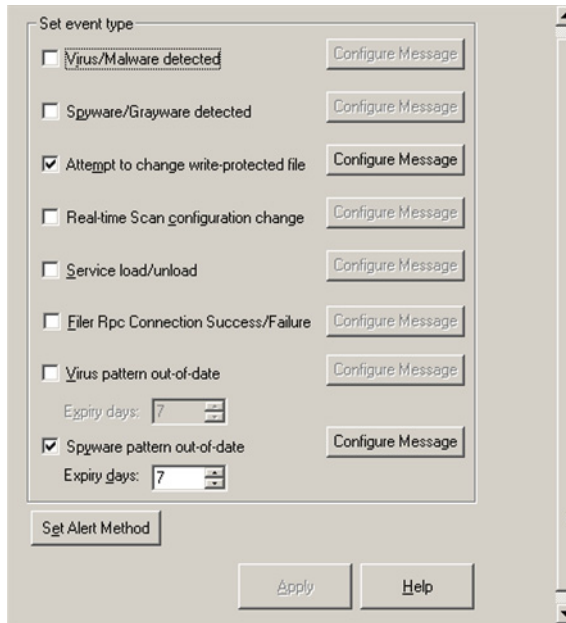 Set event type
Virus/Malware detected
Configure Message
Spyware/Grayware detected
Configure Message
Attempt to change write-protected file
Configure Message
Real-time Scan configuration change
Configure Message
Service load/unload
Configure Message
Filer Rpc Connection Success/Failure
Configure Message
Virus pattern out-of-date
Configure Message
Expiry days: 7
Spyware pattern out-of-date
Configure Message
Expiry days: 7
Set Alert Method
Apply
Help